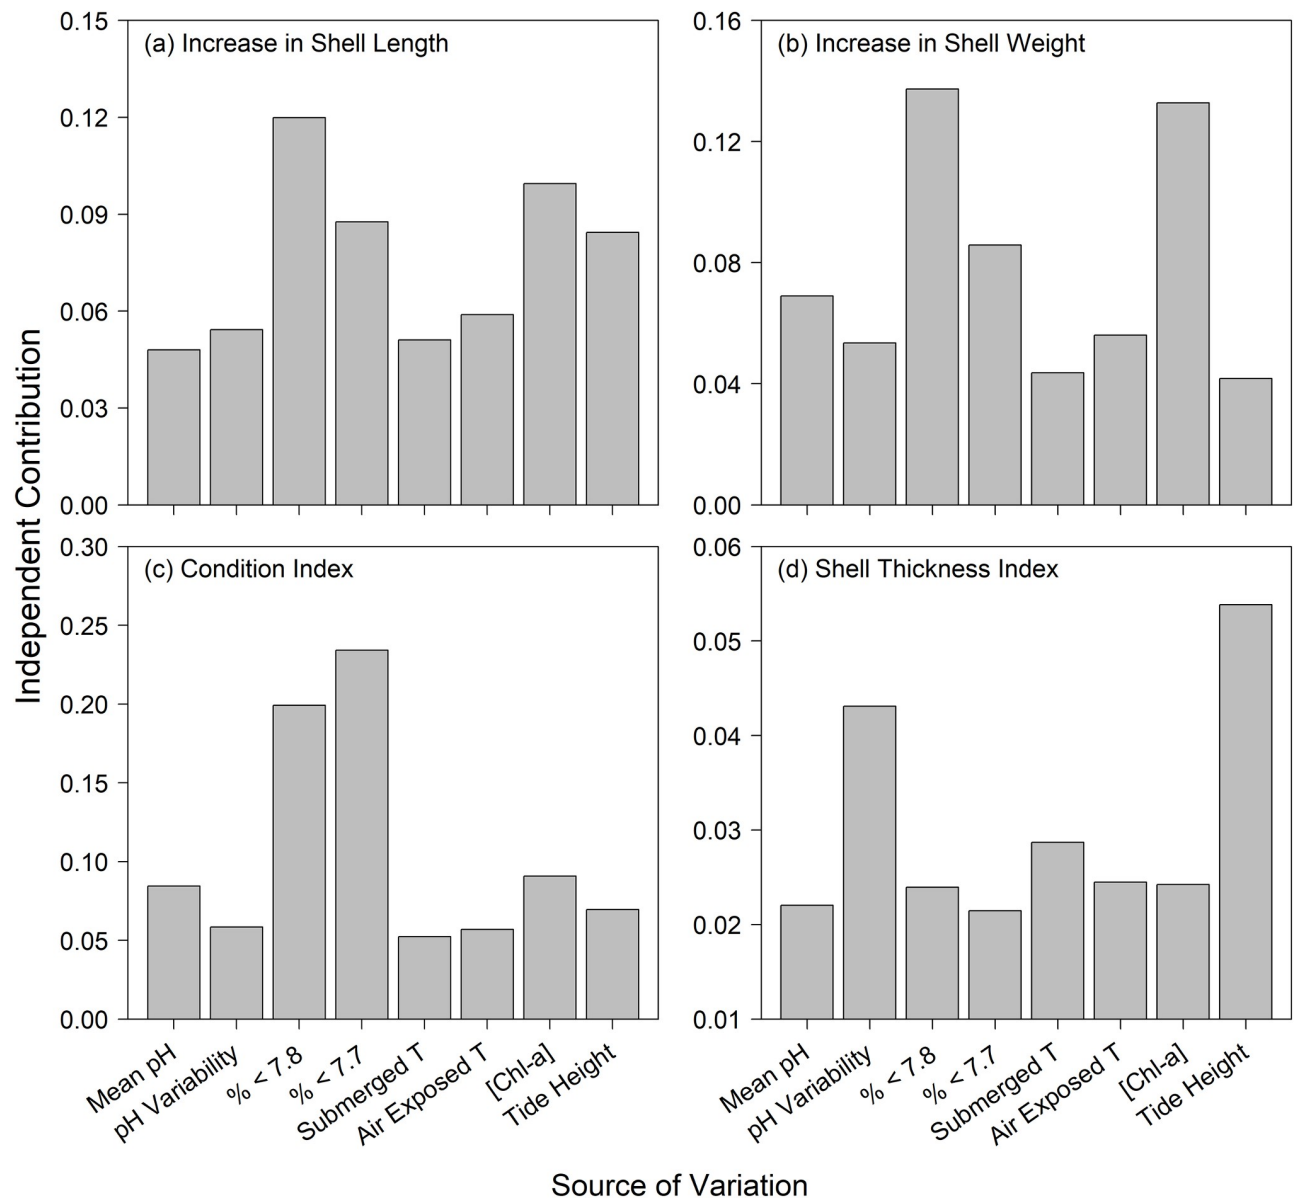 (a) Increase in Shell Length
0.15
0.12
0.09
0.06
0.03
0.00
(b) Increase in Shell Weight
0.16
0.12
0.08
0.04
0.00
Independent Contribution
(c) Condition Index
0.30
0.25
0.20
0.15
0.10
0.05
0.00
(d) Shell Thickness Index
0.06
0.05
0.04
0.03
0.02
0.01
Mean pH
pH Variability
% < 7.8
% < 7.7
Submerged T
Air Exposed T
[Chl-a]
Tide Height
Mean pH
pH Variability
% < 7.8
% < 7.7
Submerged T
Air Exposed T
[Chl-a]
Tide Height
Source of Variation